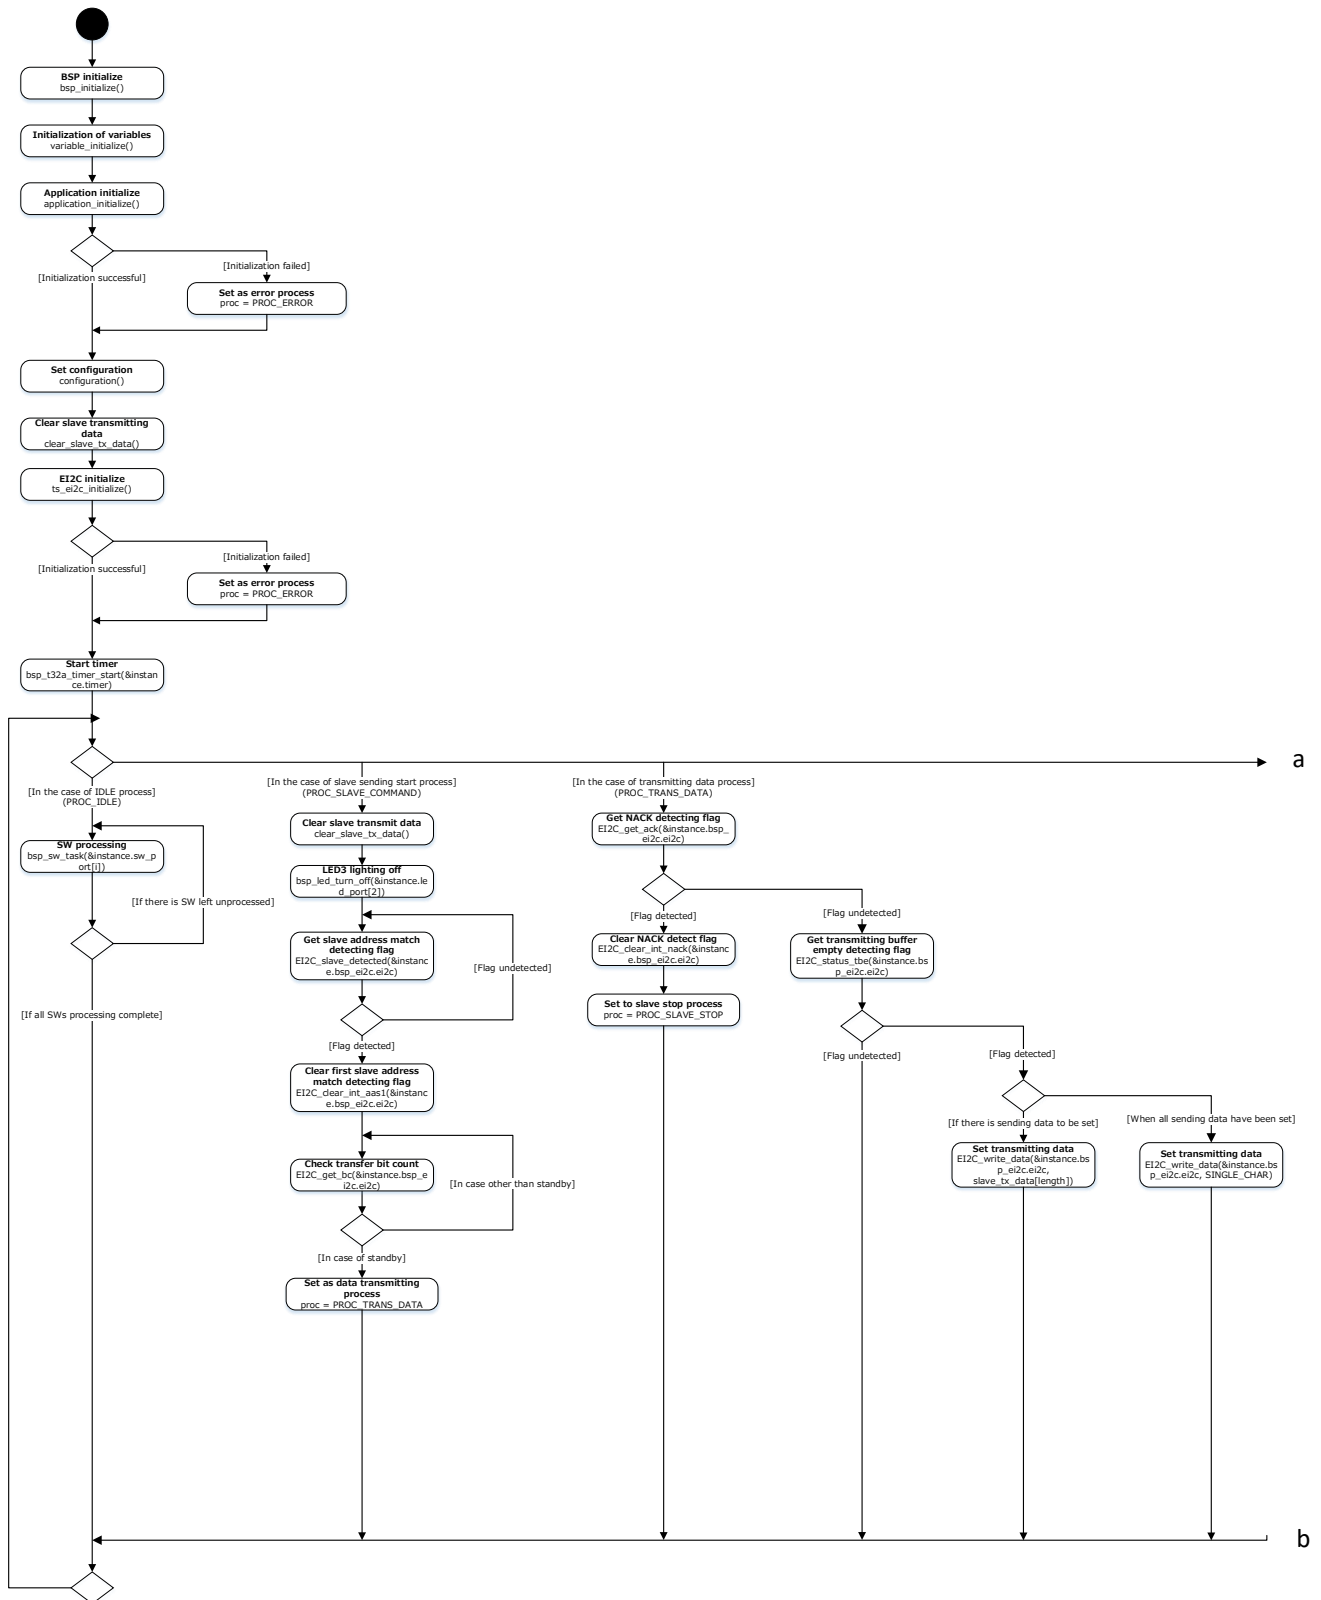 BSP initialize
bsp_initialize()
Initialization of variables
variable_initialize()
Application initialize
application_initialize()
[Initialization successful]
[Initialization failed]
Set as error process
proc = PROC_ERROR
Set configuration
configuration()
Clear slave transmitting
data
clear_slave_tx_data()
EI2C initialize
ts_ei2c_initialize()
[Initialization successful]
[Initialization failed]
Set as error process
proc = PROC_ERROR
Start timer
bsp_t32a_timer_start(&instan
ce.timer)
a
[In the case of IDLE process]
(PROC_IDLE)
SW processing
bsp_sw_task(&instance.sw_p
ort[i])
[If there is SW left unprocessed]
[If all SWs processing complete]
[In the case of slave sending start process]
(PROC_SLAVE_COMMAND)
Clear slave transmit data
clear_slave_tx_data()
LED3 lighting off
bsp_led_turn_off(&instance.le
d_port[2])
Get slave address match
detecting flag
EI2C_slave_detected(&instanc
e.bsp_ei2c.ei2c)
[Flag undetected]
[Flag detected]
Clear first slave address
match detecting flag
EI2C_clear_int_aas1(&instanc
e.bsp_ei2c.ei2c)
Check transfer bit count
EI2C_get_bc(&instance.bsp_e
i2c.ei2c)
[In case other than standby]
[In case of standby]
Set as data transmitting
process
proc = PROC_TRANS_DATA
[In the case of transmitting data process]
(PROC_TRANS_DATA)
Get NACK detecting flag
EI2C_get_ack(&instance.bsp_
ei2c.ei2c)
[Flag detected]
Clear NACK detect flag
EI2C_clear_int_nack(&instanc
e.bsp_ei2c.ei2c)
Set to slave stop process
proc = PROC_SLAVE_STOP
[Flag undetected]
Get transmitting buffer
empty detecting flag
EI2C_status_tbe(&instance.bs
p_ei2c.ei2c)
[Flag undetected]
[Flag detected]
[If there is sending data to be set]
Set transmitting data
EI2C_write_data(&instance.bs
p_ei2c.ei2c,
slave_tx_data[length])
[When all sending data have been set]
Set transmitting data
EI2C_write_data(&instance.bs
p_ei2c.ei2c, SINGLE_CHAR)
b